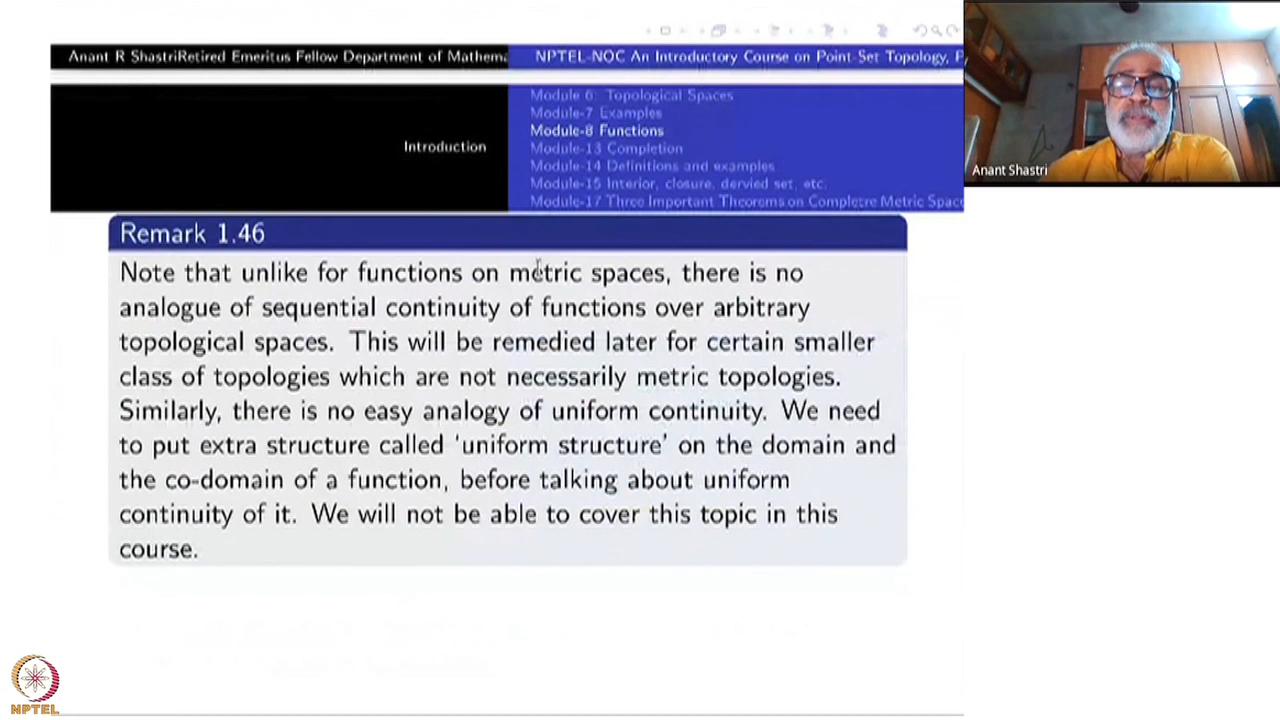 Anant R ShastriRetired Emeritus Fellow Department of Mathema
NPTEL-NOC An Introductory Course on Point-Set Topology, P
Introduction
Module 6: Topological Spaces
Module-7 Examples
Module-8 Functions
Module-13 Completion
Module-14 Definitions and examples
Module-15 Interior, closure, dervied set, etc.
Module-17 Three Important Theorems on Complctre Metric Spac
Anant Shastri
Remark 1.46
Note that unlike for functions on metric spaces, there is no
analogue of sequential continuity of functions over arbitrary
topological spaces. This will be remedied later for certain smaller
class of topologies which are not necessarily metric topologies.
Similarly, there is no easy analogy of uniform continuity. We need
to put extra structure called ‘uniform structure’ on the domain and
the co-domain of a function, before talking about uniform
continuity of it. We will not be able to cover this topic in this
course.
NPTEL